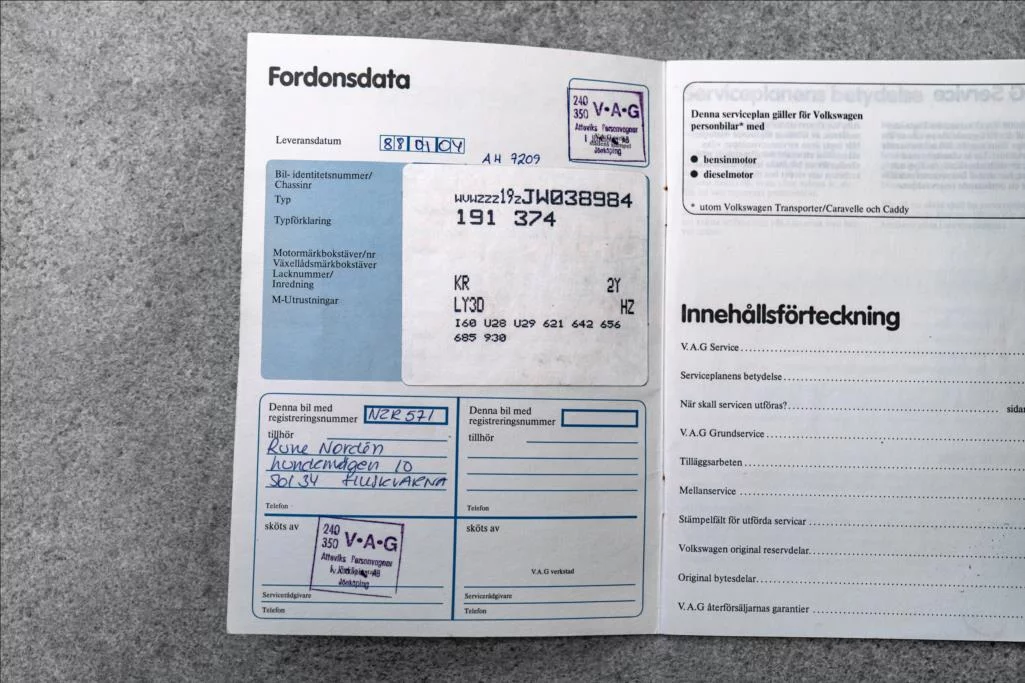 Fordonsdata
240
350 V•A•G
Atteviks Personvagnar
Jönköping
Leveransdatum 88 01 04
AH 7209
Bil- identitetsnummer/
Chassinr
WVWZZZ19ZJW038984
Typ
191 374
Typförklaring
Motormärkbokstäver/nr
KR 2Y
Växellådsmärkbokstäver
Lacknummer/
Inredning
LY3D HZ
M-Utrustningar
I60 U28 U29 621 642 656
685 930
Denna bil med
registreringsnummer NZR 571
tillhör
Rune Nordén
10
HUSKVARNA
Telefon
Denna bil med
registreringsnummer
tillhör
Telefon
sköts av
240
350 V•A•G
Atteviks Personvagnar
Jönköping
Servicerådgivare
Telefon
sköts av
V.A.G verkstad
Servicerådgivare
Telefon
Denna serviceplan gäller för Volkswagen
personbilar* med
● bensinmotor
● dieselmotor
* utom Volkswagen Transporter/Caravelle och Caddy
Innehållsförteckning
V.A.G Service
Serviceplanens betydelse
När skall servicen utföras? sidan
V.A.G Grundservice
Tilläggsarbeten
Mellanservice
Stämpelfält för utförda servicar
Volkswagen original reservdelar
Original bytesdelar
V.A.G återförsäljarnas garantier